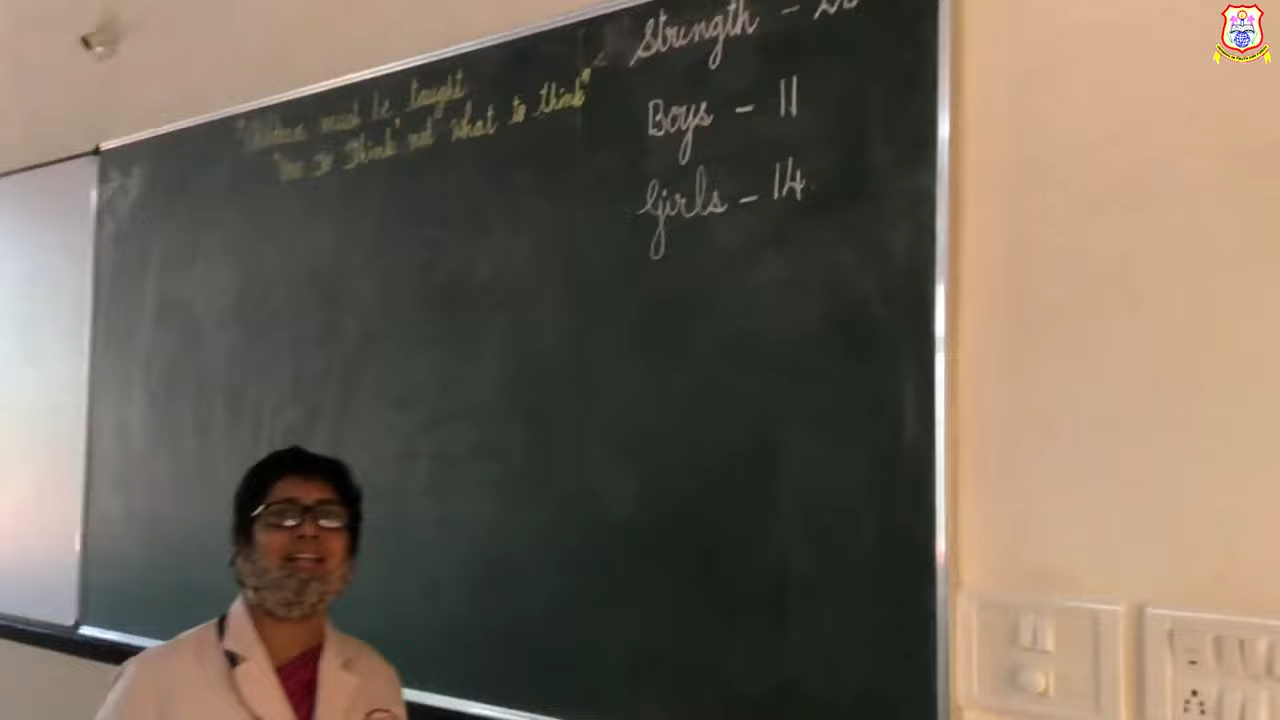 "Children must be taught
How to think" not what to think"
Strength -
Boys - 11
Girls - 14